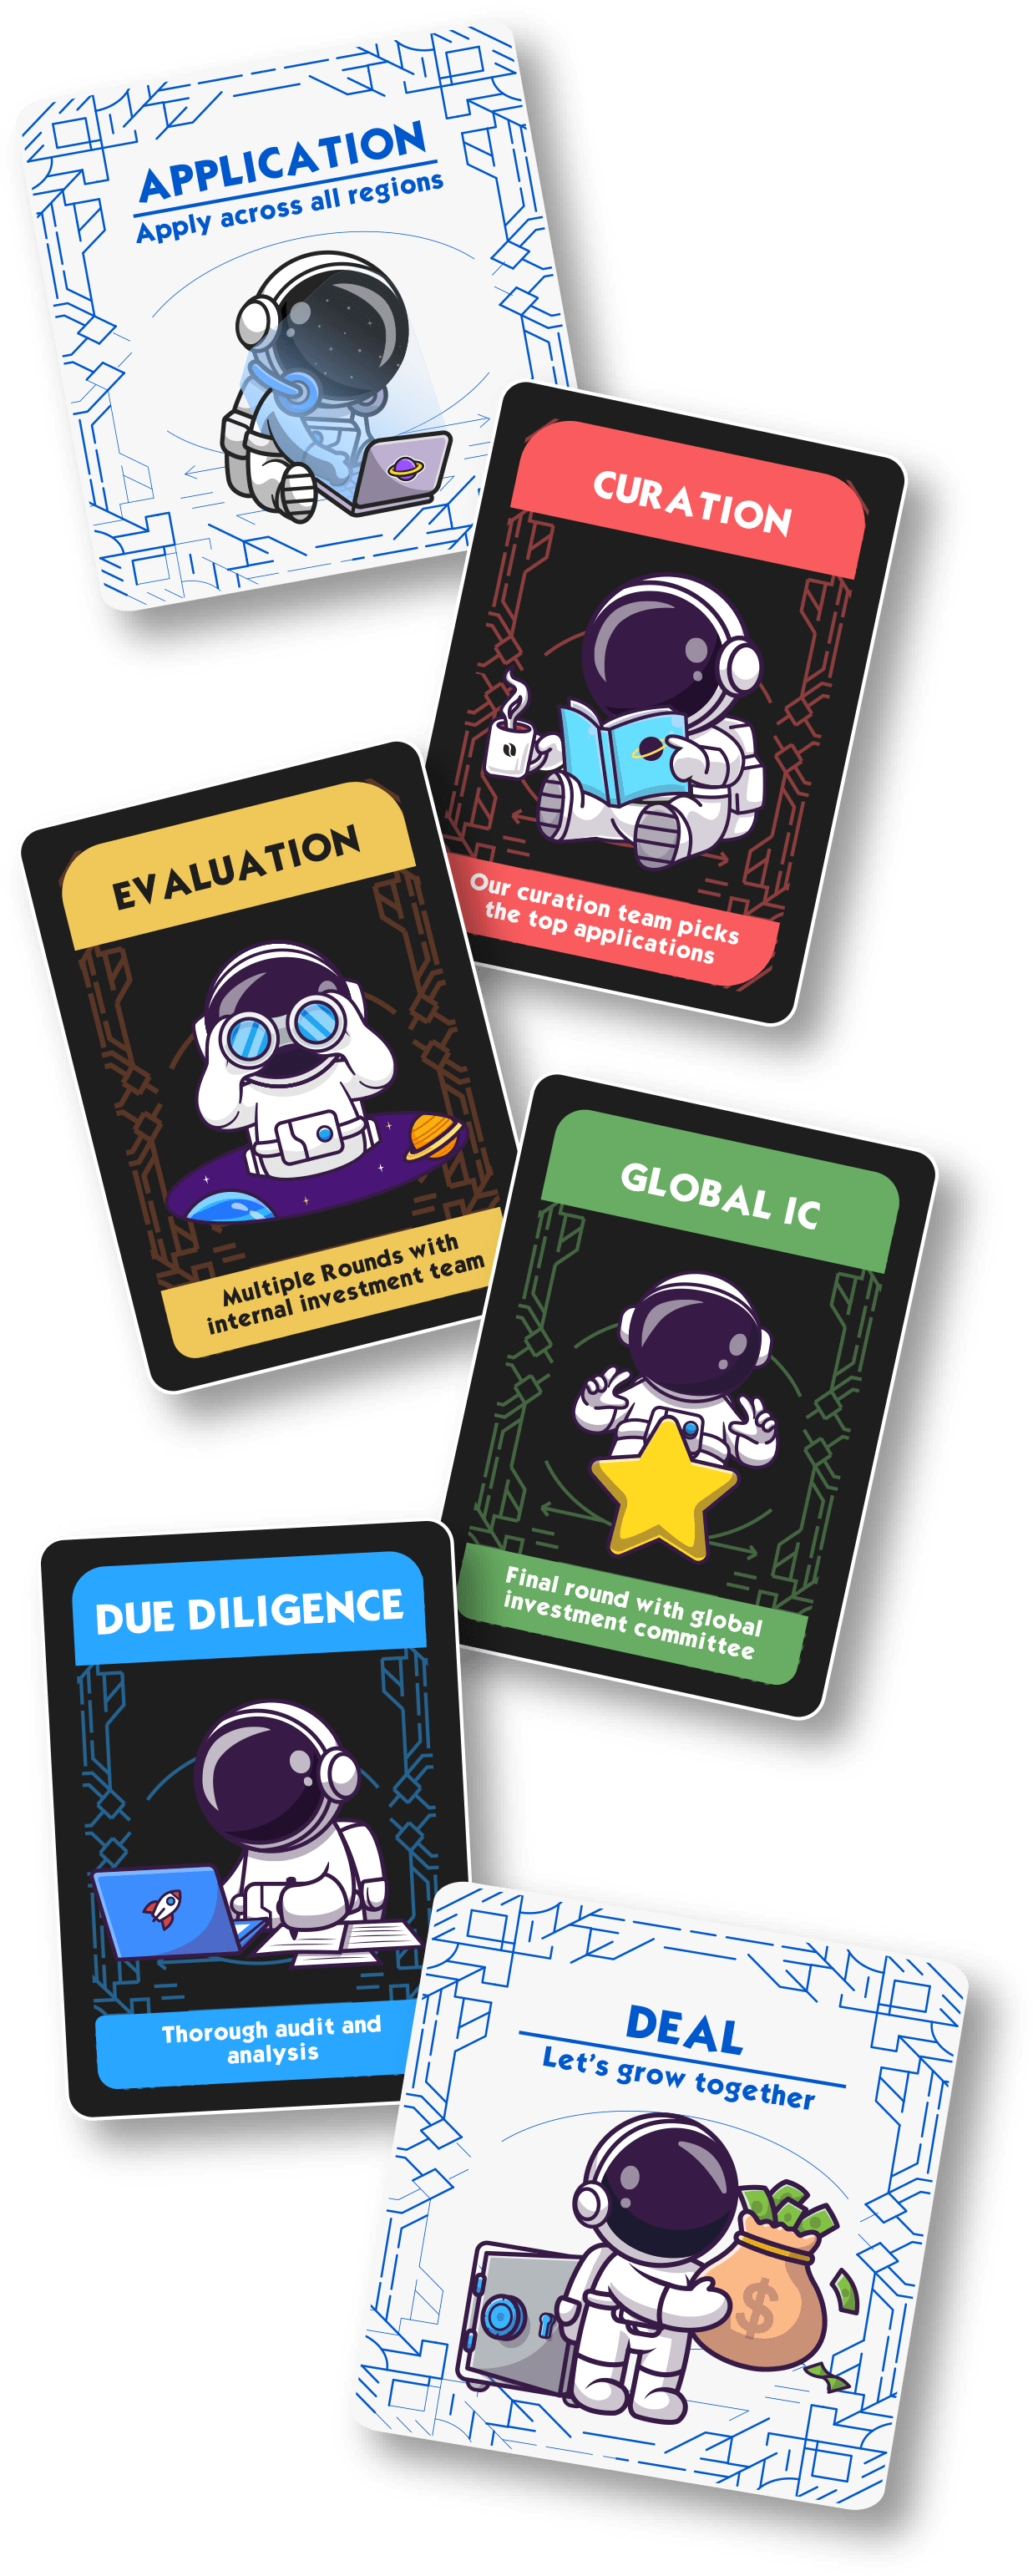 APPLICATION
Apply across all regions
CURATION
Our curation team picks
the top applications
EVALUATION
Multiple Rounds with
internal investment team
GLOBAL IC
Final round with global
investment committee
DUE DILIGENCE
Thorough audit and
analysis
DEAL
Let's grow together
$